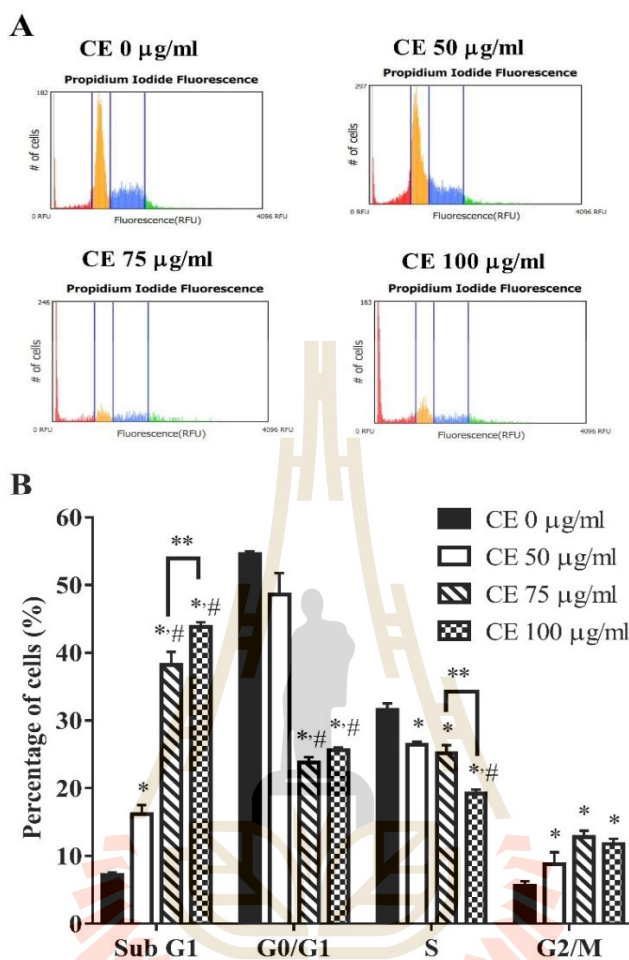 A
CE 0 μg/ml
Propidium Iodide Fluorescence
182
# of cells
0 RFU
Fluorescence(RFU)
4096 RFU
CE 50 μg/ml
Propidium Iodide Fluorescence
297
# of cells
0 RFU
Fluorescence(RFU)
4096 RFU
CE 75 μg/ml
Propidium Iodide Fluorescence
246
# of cells
0 RFU
Fluorescence(RFU)
4096 RFU
CE 100 μg/ml
Propidium Iodide Fluorescence
163
# of cells
0 RFU
Fluorescence(RFU)
4096 RFU
B
Percentage of cells (%)
60
50
40
30
20
10
0
CE 0 μg/ml
CE 50 μg/ml
CE 75 μg/ml
CE 100 μg/ml
**
*,#
*,#
*
*,#
*,#
**
*
*
*,#
*
*
*
Sub G1
G0/G1
S
G2/M